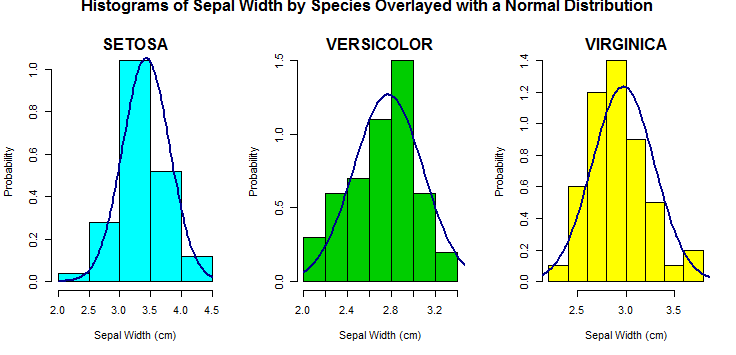 Histograms of Sepal Width by Species Overlayed with a Normal Distribution
SETOSA
Probability
0.0 0.2 0.4 0.6 0.8 1.0
2.0 2.5 3.0 3.5 4.0 4.5
Sepal Width (cm)
VERSICOLOR
Probability
0.0 0.5 1.0 1.5
2.0 2.4 2.8 3.2
Sepal Width (cm)
VIRGINICA
Probability
0.0 0.2 0.4 0.6 0.8 1.0 1.2 1.4
2.5 3.0 3.5
Sepal Width (cm)